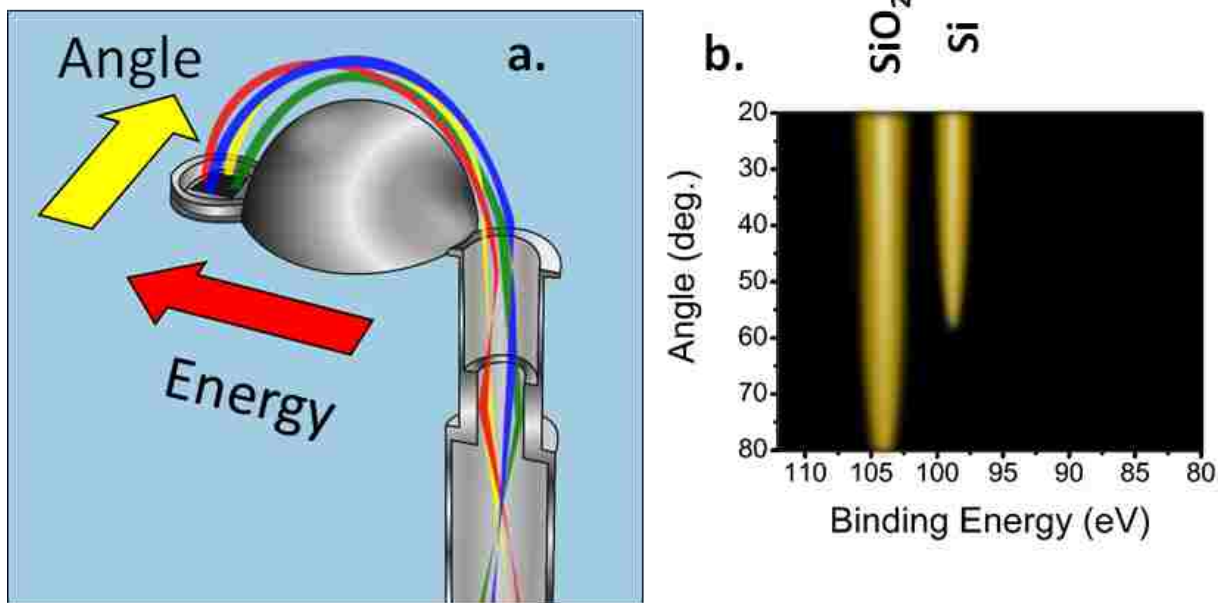 Angle
a.
Energy
b.
SiO₂
Si
20
30
40
50
60
70
80
Angle (deg.)
110 105 100 95 90 85 80
Binding Energy (eV)